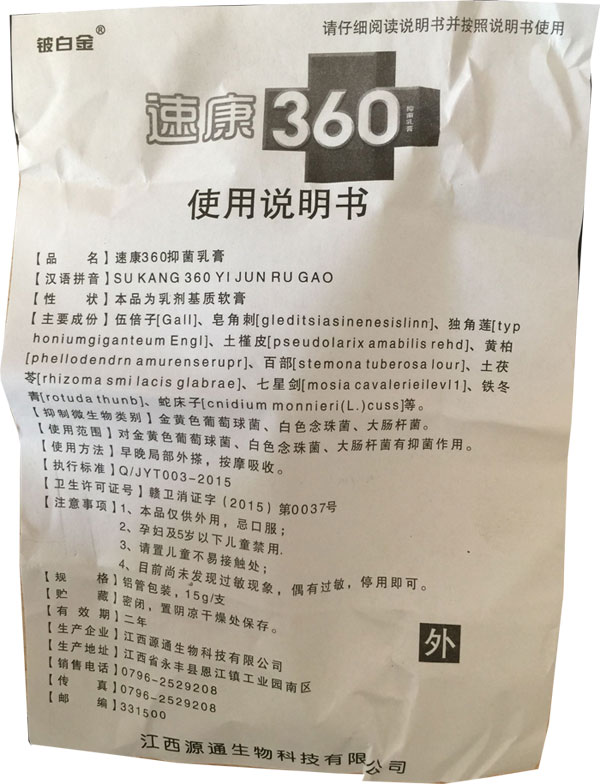 铍白金®
请仔细阅读说明书并按照说明书使用
速康360
抑菌乳膏
使用说明书
【品 名】速康360抑菌乳膏
【汉语拼音】SU KANG 360 YI JUN RU GAO
【性 状】本品为乳剂基质软膏
【主要成份】伍倍子[Gall]、皂角刺[gleditsiasinenesislinn]、独角莲[typ
honiumgiganteum Engl]、土槿皮[pseudolarix amabilis rehd]、黄柏
[phellodendrn amurenserupr]、百部[stemona tuberosa lour]、土茯
苓[rhizoma smi lacis glabrae]、七星剑[mosia cavalerieilevl1]、铁冬
青[rotuda thunb]、蛇床子[cnidium monnieri(L.)cuss]等。
【抑制微生物类别】金黄色葡萄球菌、白色念珠菌、大肠杆菌。
【使用范围】对金黄色葡萄球菌、白色念珠菌、大肠杆菌有抑菌作用。
【使用方法】早晚局部外搽，按摩吸收。
【执行标准】Q/JYT003-2015
【卫生许可证号】赣卫消证字（2015）第0037号
【注意事项】1、本品仅供外用，忌口服；
2、孕妇及5岁以下儿童禁用.
3、请置儿童不易接触处；
4、目前尚未发现过敏现象，偶有过敏，停用即可。
【规 格】铝管包装，15g/支
【贮 藏】密闭，置阴凉干燥处保存。
【有 效 期】二年
【生产企业】江西源通生物科技有限公司
【生产地址】江西省永丰县恩江镇工业园南区
【销售电话】0796-2529208
【传 真】0796-2529208
【邮 编】331500
外
江西源通生物科技有限公司